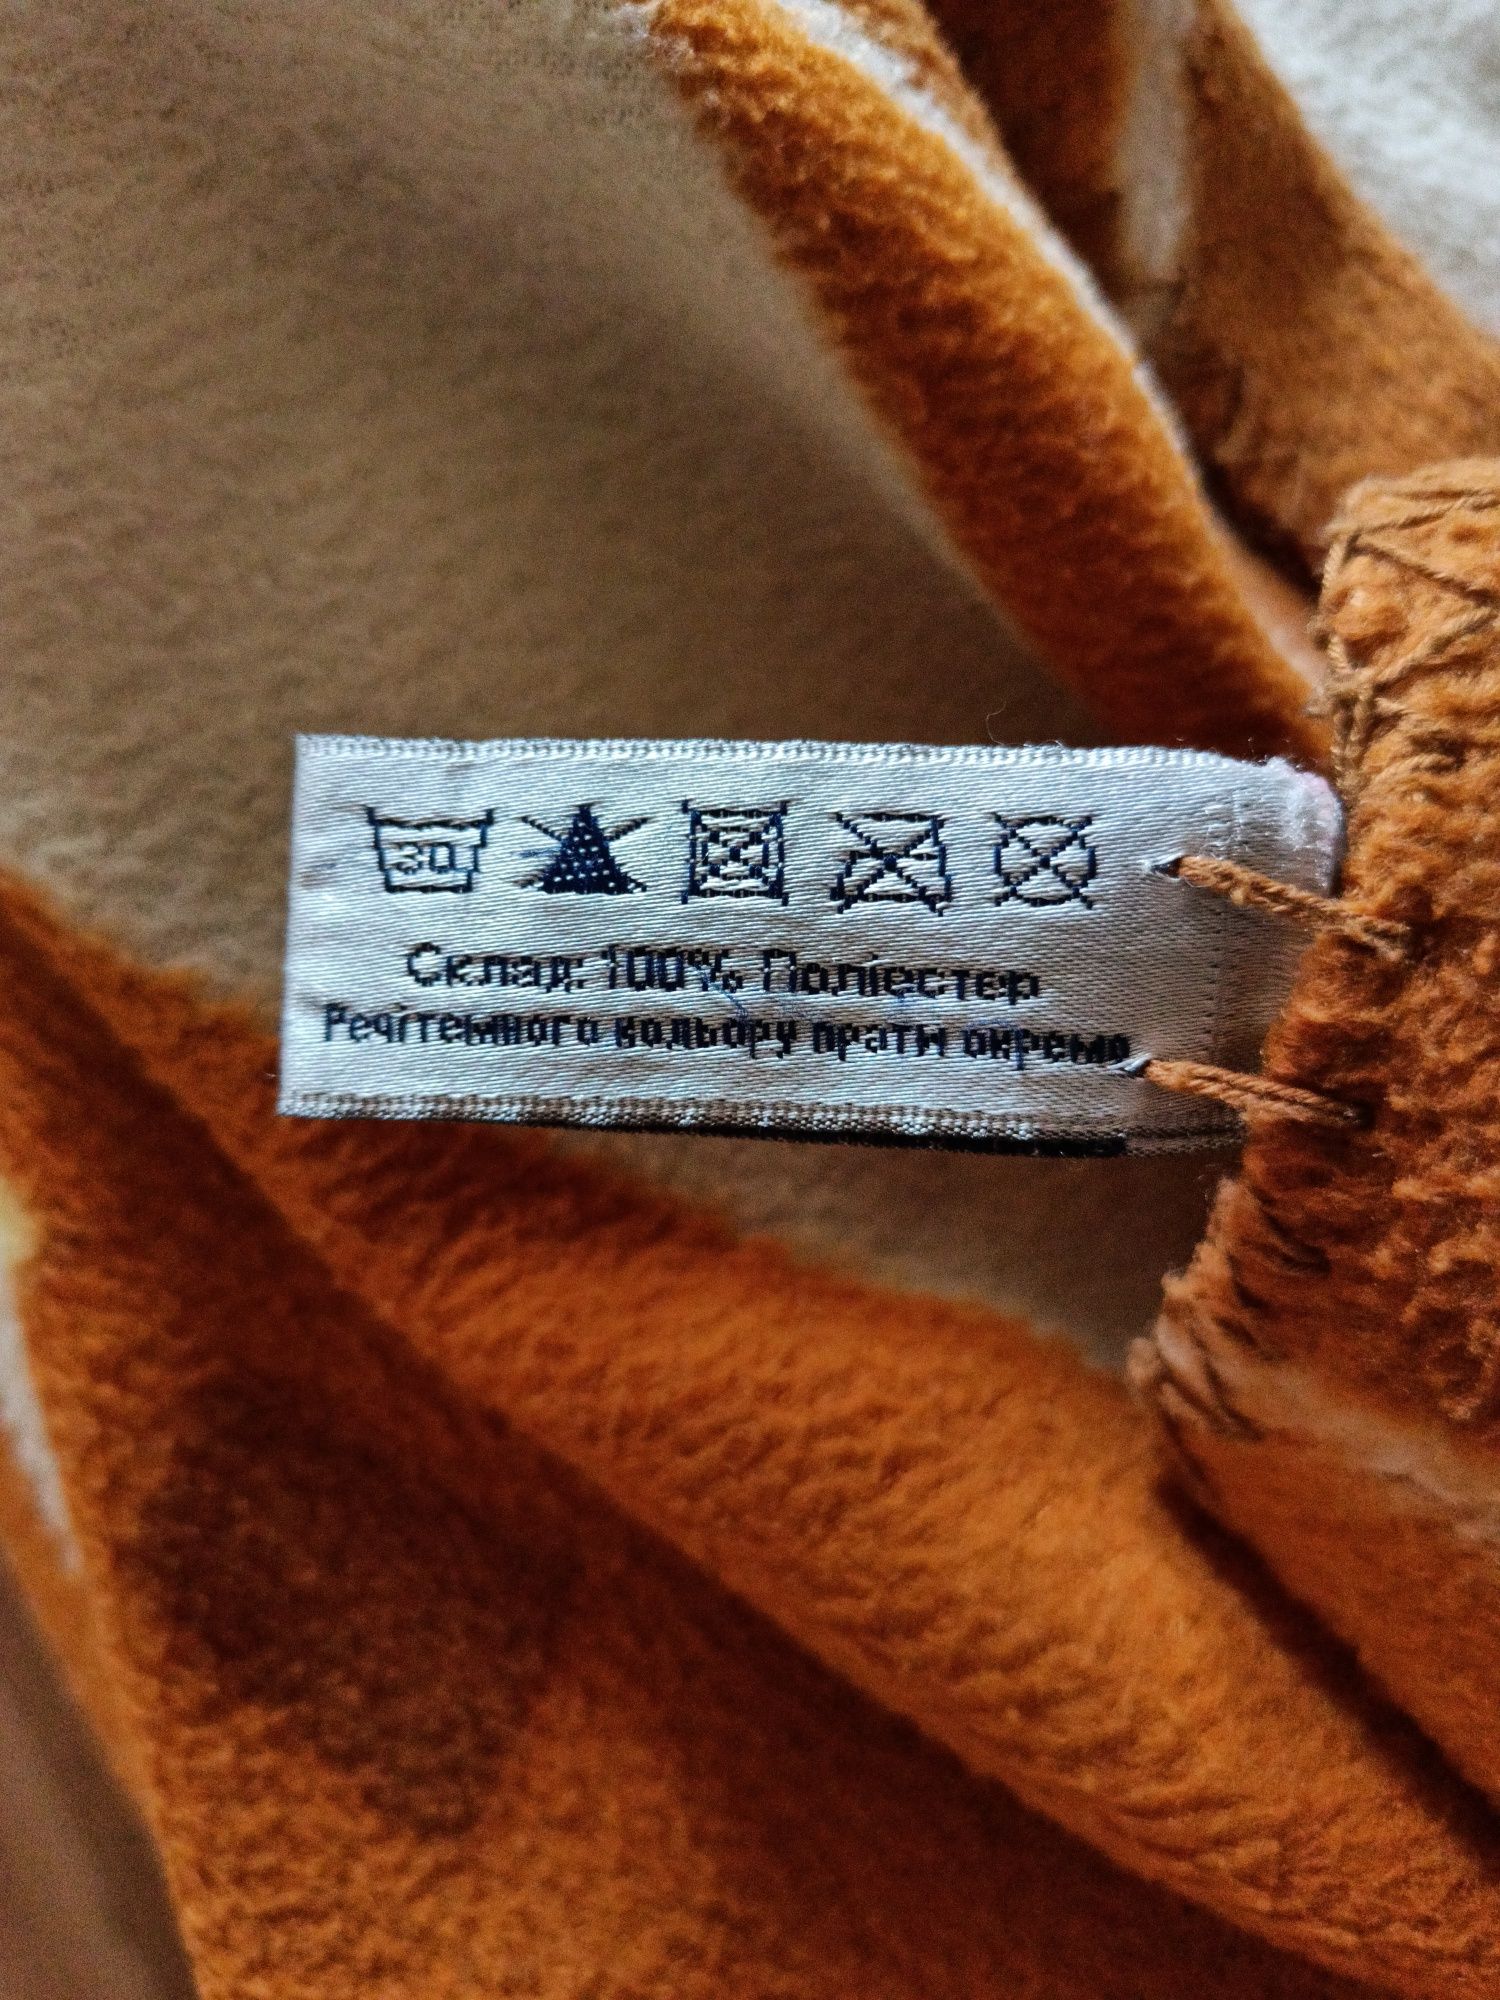 30
Склад: 100% Поліестер
Речі темного кольору прати окремо